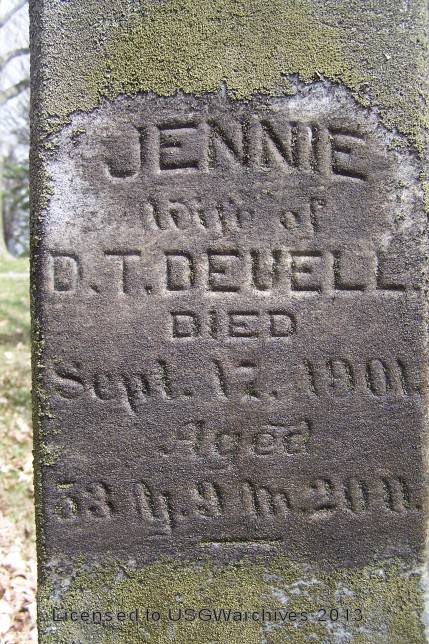 JENNIE
Wife of
D.T. DEUELL.
DIED
Sept. 17. 1901.
Aged
53 y. 9 m. 20 D.
Licensed to USGWarchives 2013